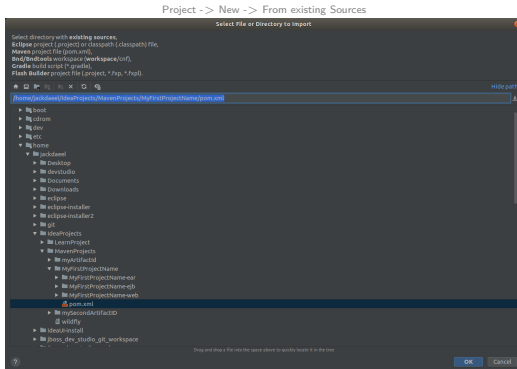 Project -> New -> From existing Sources
Select File or Directory to Import
Select directory with existing sources,
Eclipse project (.project) or classpath (.classpath) file,
Maven project file (pom.xml),
Bnd/Bndtools workspace (workspace/cnf),
Gradle build script (*.gradle),
Flash Builder project file (.project, *.fxp, *.fxpl).
Hide path
/home/jackdaeel/IdeaProjects/MavenProjects/MyFirstProjectName/pom.xml
boot
cdrom
dev
etc
home
jackdaeel
Desktop
devstudio
Documents
Downloads
eclipse
eclipse-installer
eclipse-installer2
git
IdeaProjects
LearnProject
MavenProjects
myArtifactId
MyFirstProjectName
MyFirstProjectName-ear
MyFirstProjectName-ejb
MyFirstProjectName-web
pom.xml
mySecondArtifactID
wildfly
ideaUI-install
jboss_dev_studio_git_workspace
Drag and drop a file into the space above to quickly locate it in the tree
?
OK
Cancel